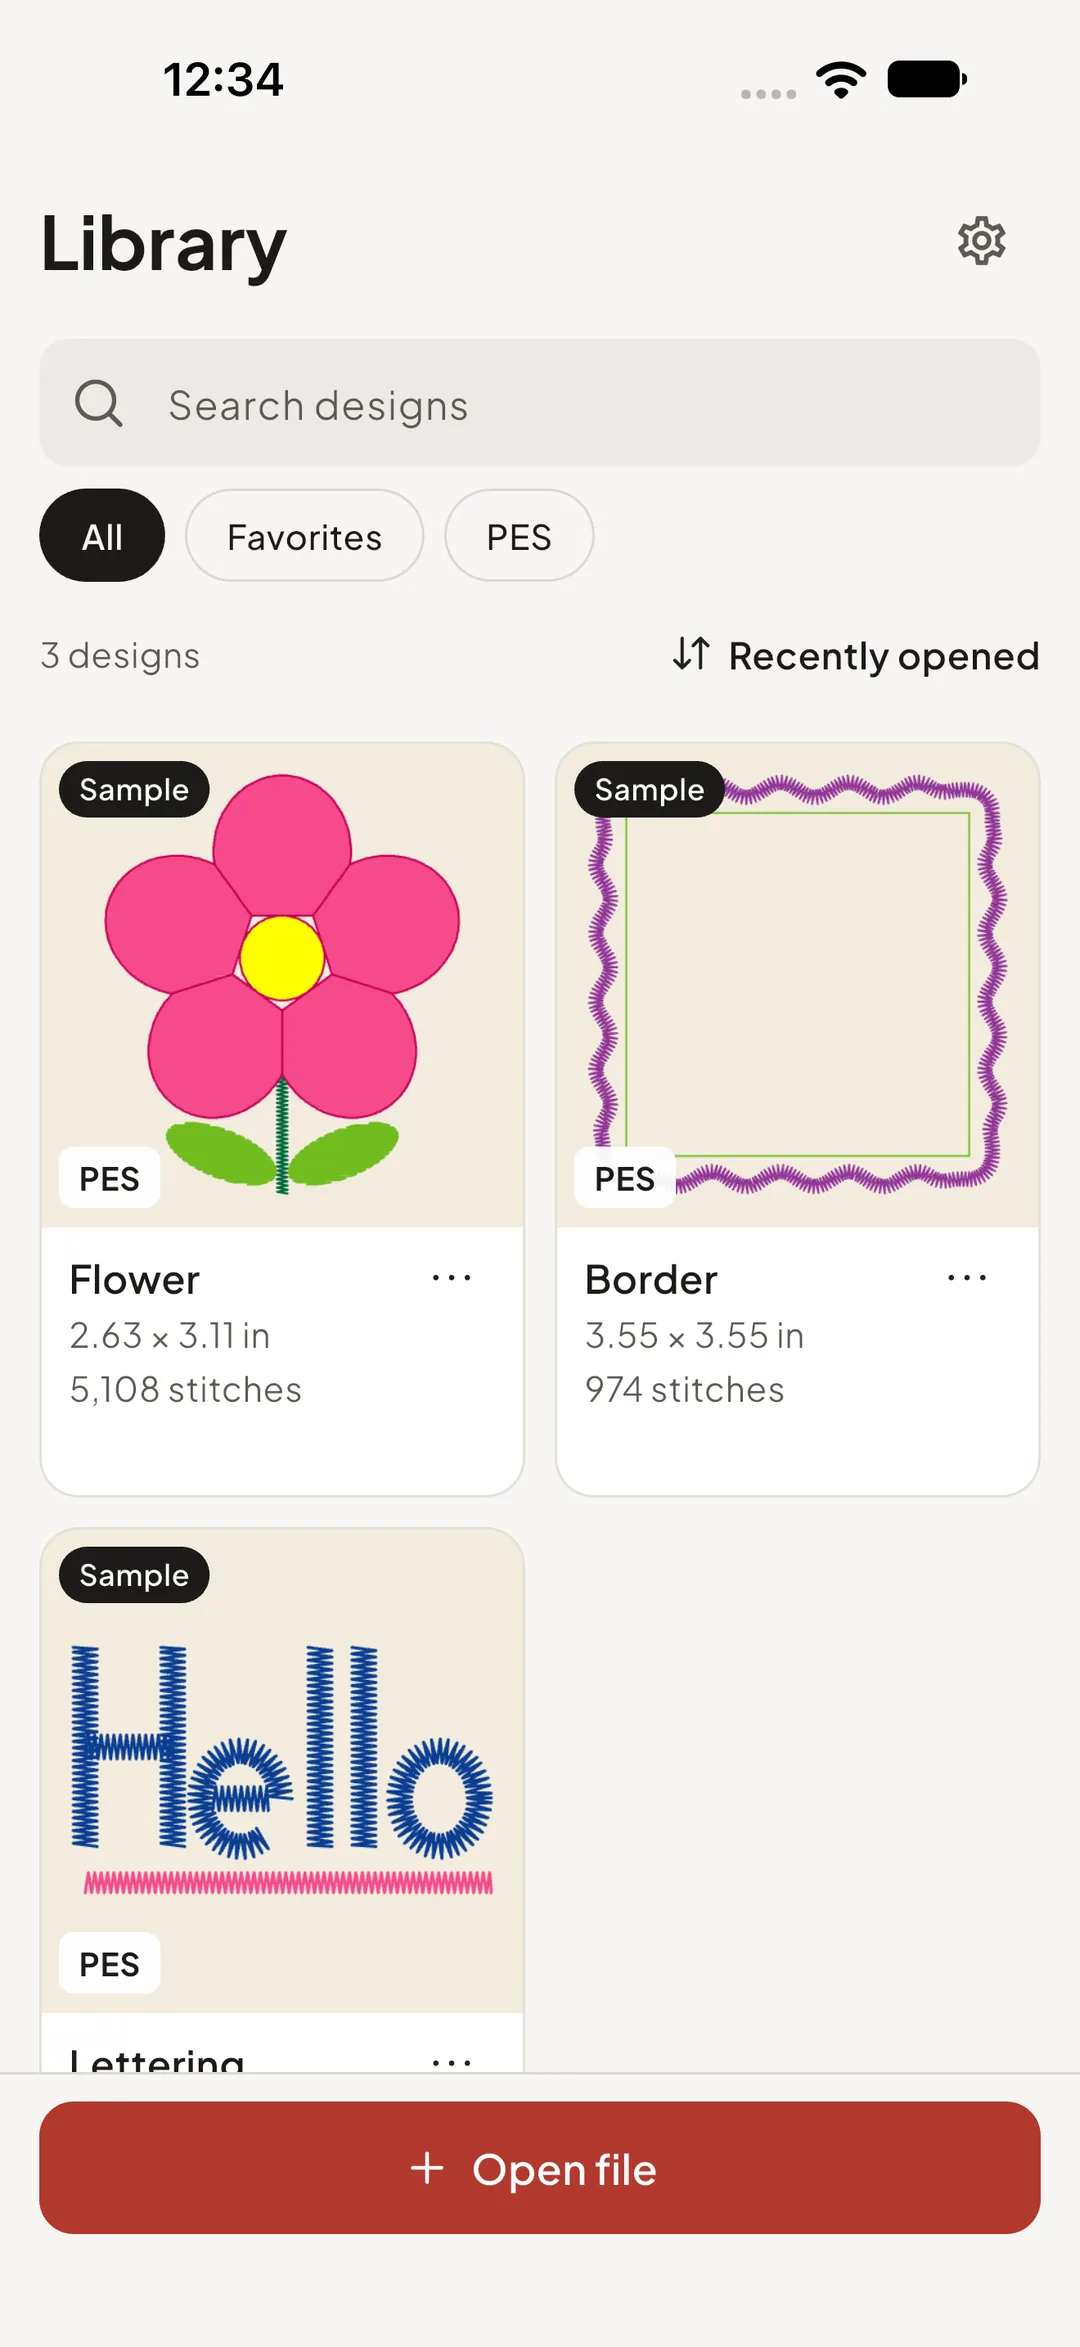 12:34
Library
Search designs
All Favorites PES
3 designs
Recently opened
Sample
PES
Flower
2.63 × 3.11 in
5,108 stitches
Sample
PES
Border
3.55 × 3.55 in
974 stitches
Sample
Hello
PES
Lettering
+ Open file